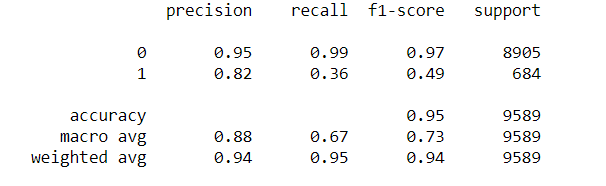 precision recall f1-score support
0 0.95 0.99 0.97 8905
1 0.82 0.36 0.49 684
accuracy 0.95 9589
macro avg 0.88 0.67 0.73 9589
weighted avg 0.94 0.95 0.94 9589